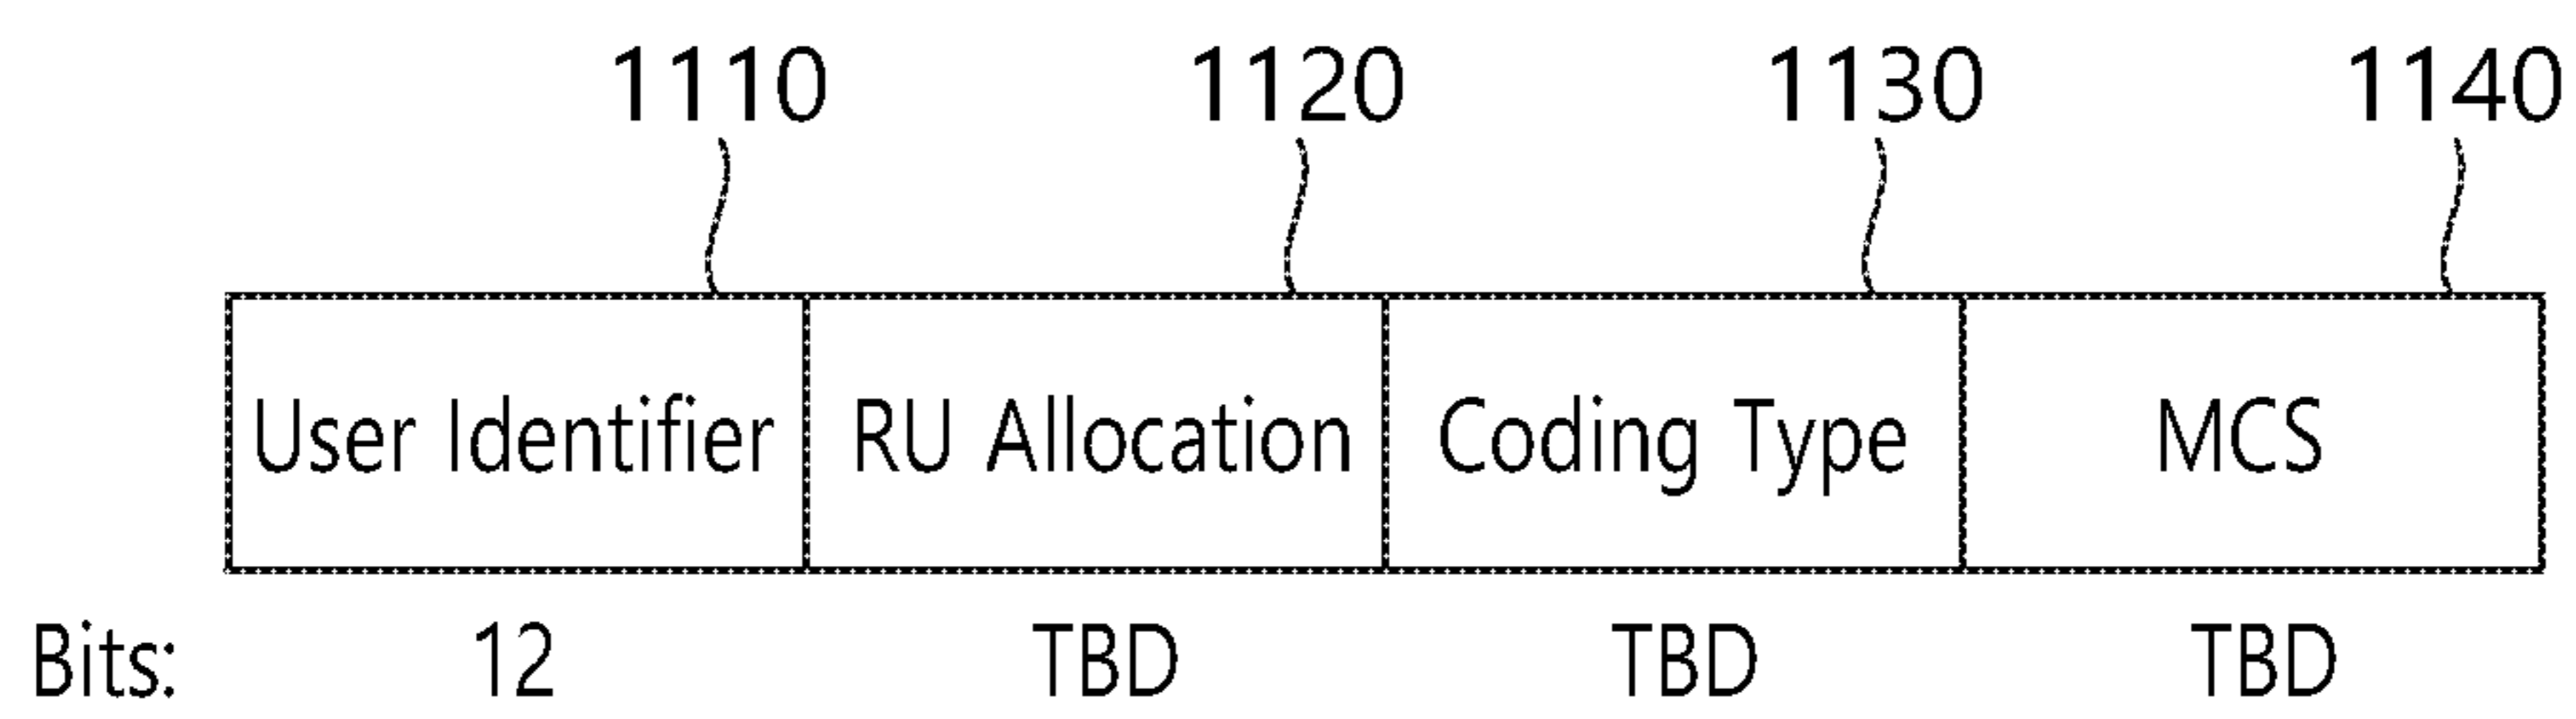 1110 1120 1130 1140
User Identifier RU Allocation Coding Type MCS
Bits: 12 TBD TBD TBD